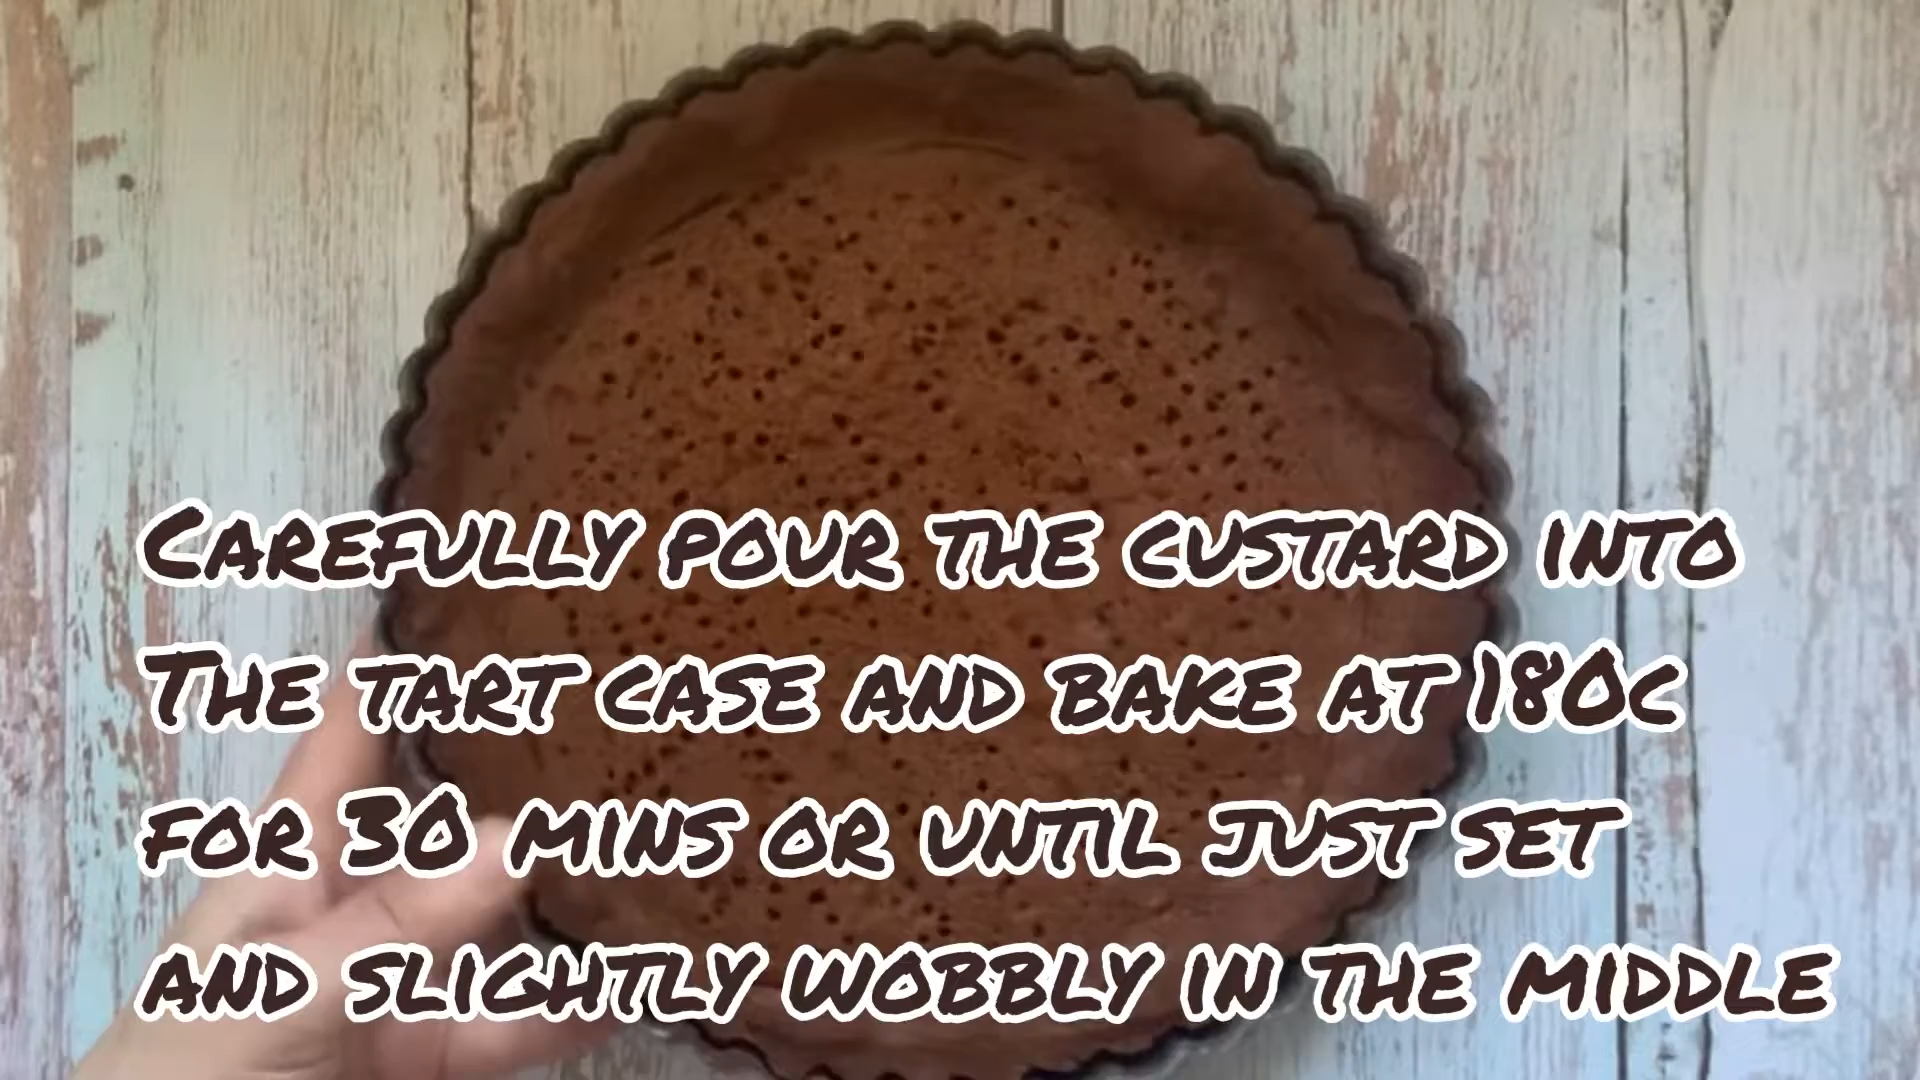 Carefully pour the custard into
The tart case and bake at 180c
for 30 mins or until just set
and slightly wobbly in the middle